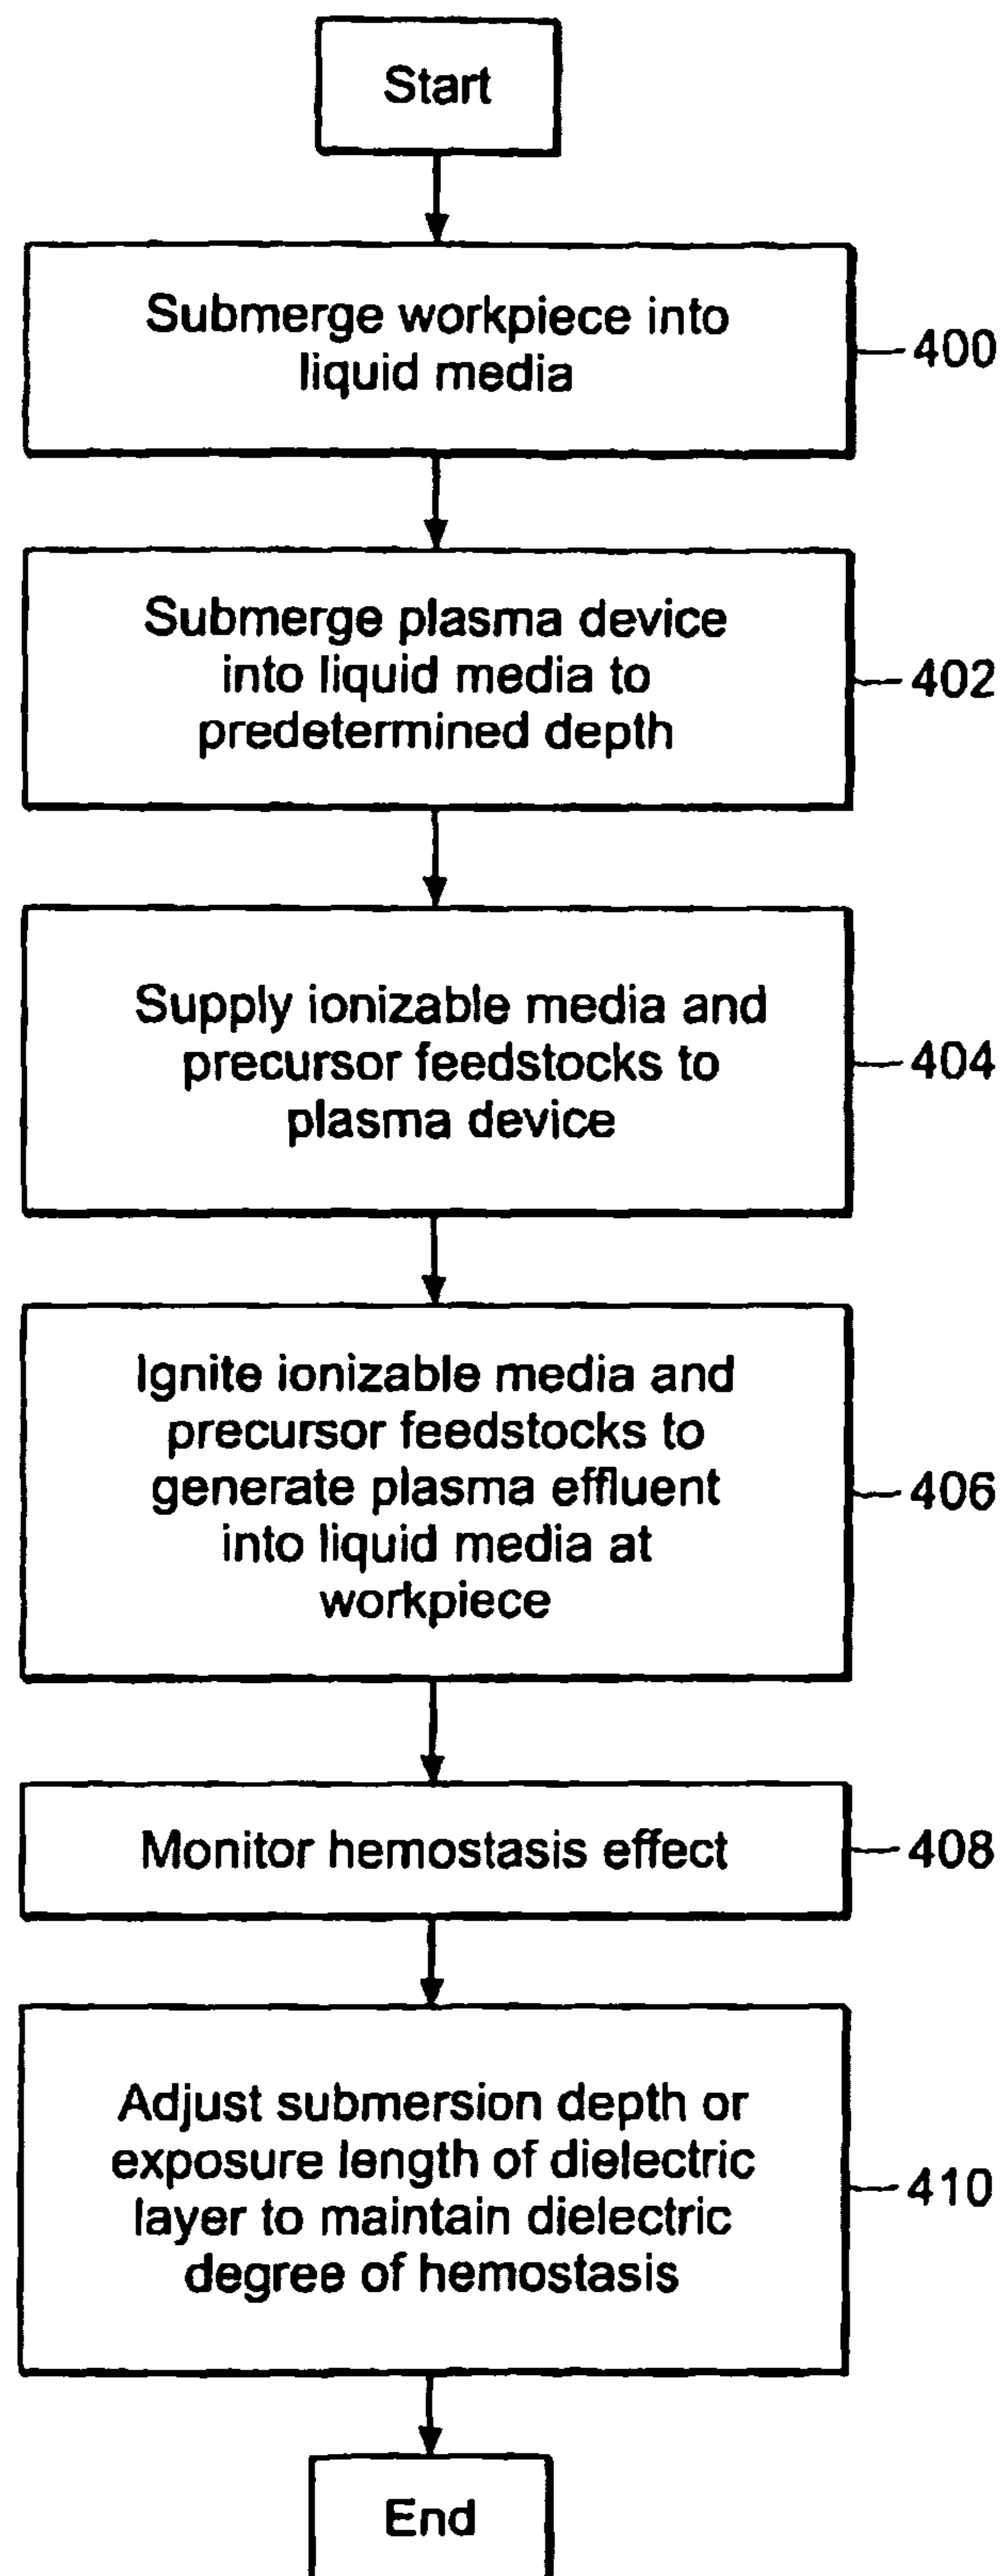 Start
Submerge workpiece into
liquid media
400
Submerge plasma device
into liquid media to
predetermined depth
402
Supply ionizable media and
precursor feedstocks to
plasma device
404
Ignite ionizable media and
precursor feedstocks to
generate plasma effluent
into liquid media at
workpiece
406
Monitor hemostasis effect
408
Adjust submersion depth or
exposure length of dielectric
layer to maintain dielectric
degree of hemostasis
410
End